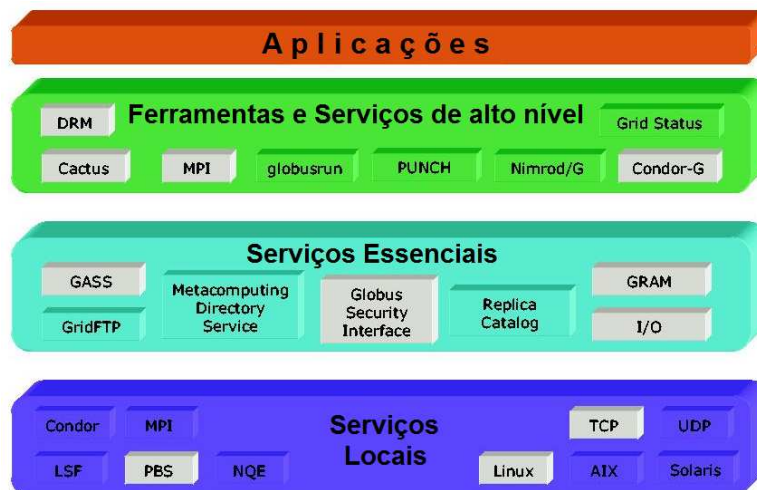 Aplicações
Ferramentas e Serviços de alto nível
DRM
Grid Status
Cactus
MPI
globusrun
PUNCH
Nimrod/G
Condor-G
Serviços Essenciais
GASS
Metacomputing
Directory
Service
Globus
Security
Interface
Replica
Catalog
GRAM
GridFTP
I/O
Serviços
Locais
Condor
MPI
TCP
UDP
LSF
PBS
NQE
Linux
AIX
Solaris